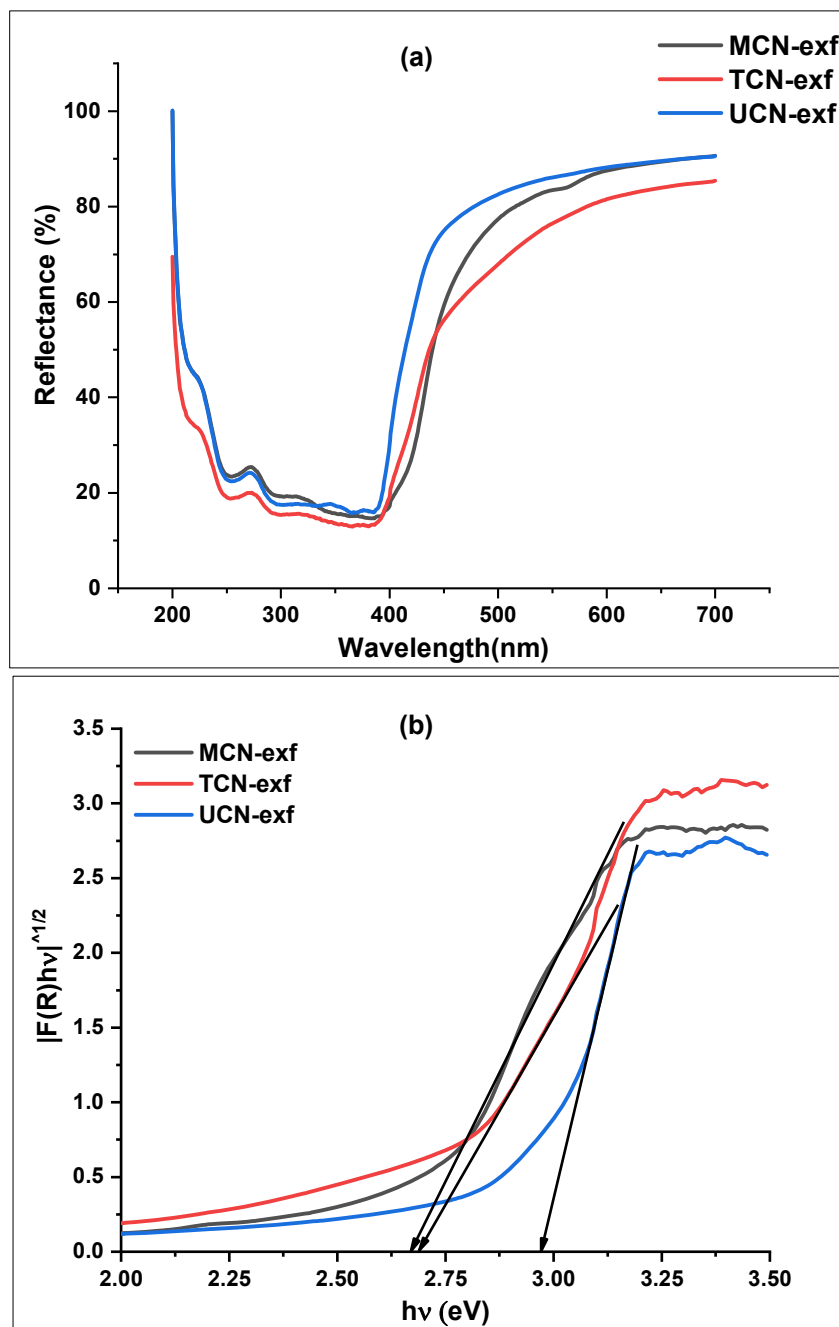 (a)
MCN-exf
TCN-exf
UCN-exf
Reflectance (%)
100
80
60
40
20
0
200 300 400 500 600 700
Wavelength(nm)
(b)
MCN-exf
TCN-exf
UCN-exf
|F(R)hν|^1/2
3.5
3.0
2.5
2.0
1.5
1.0
0.5
0.0
2.00 2.25 2.50 2.75 3.00 3.25 3.50
hν (eV)